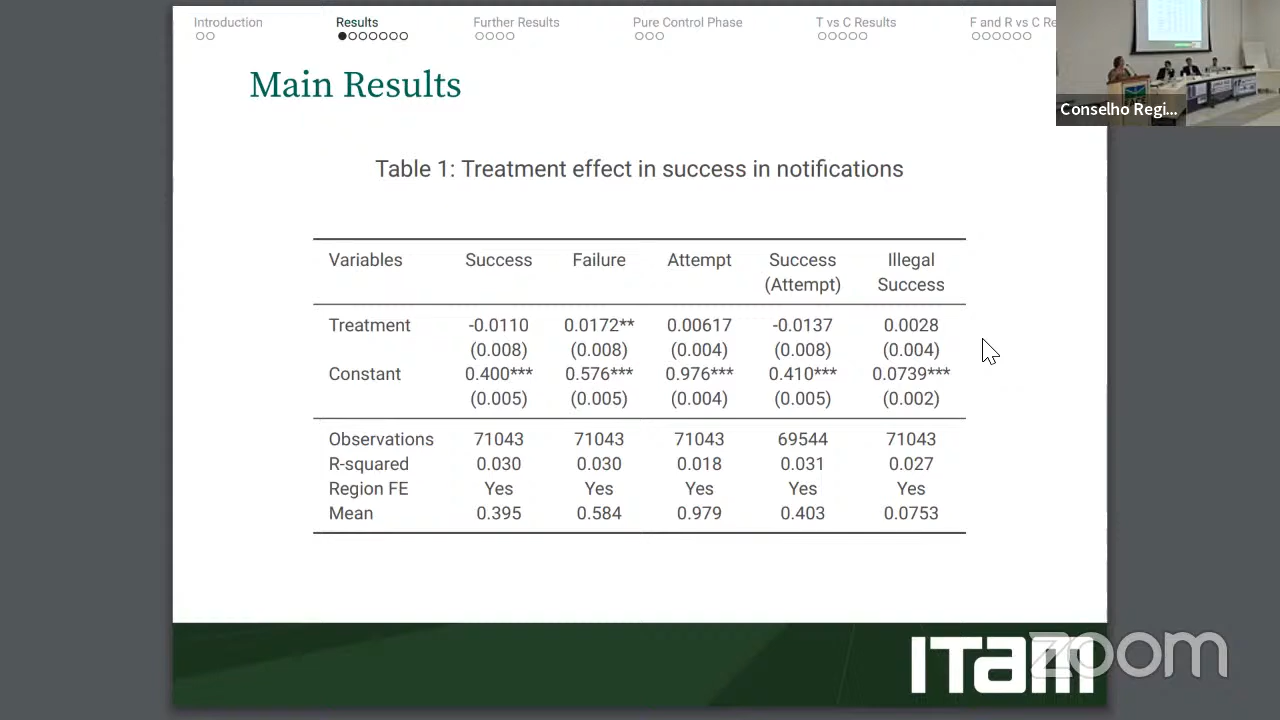 Introduction Results Further Results Pure Control Phase T vs C Results F and R vs C Re
Main Results
Conselho Regi...
Table 1: Treatment effect in success in notifications
Variables Success Failure Attempt Success (Attempt) Illegal Success
Treatment -0.0110 0.0172** 0.00617 -0.0137 0.0028
(0.008) (0.008) (0.004) (0.008) (0.004)
Constant 0.400*** 0.576*** 0.976*** 0.410*** 0.0739***
(0.005) (0.005) (0.004) (0.005) (0.002)
Observations 71043 71043 71043 69544 71043
R-squared 0.030 0.030 0.018 0.031 0.027
Region FE Yes Yes Yes Yes Yes
Mean 0.395 0.584 0.979 0.403 0.0753
ITAM
zoom